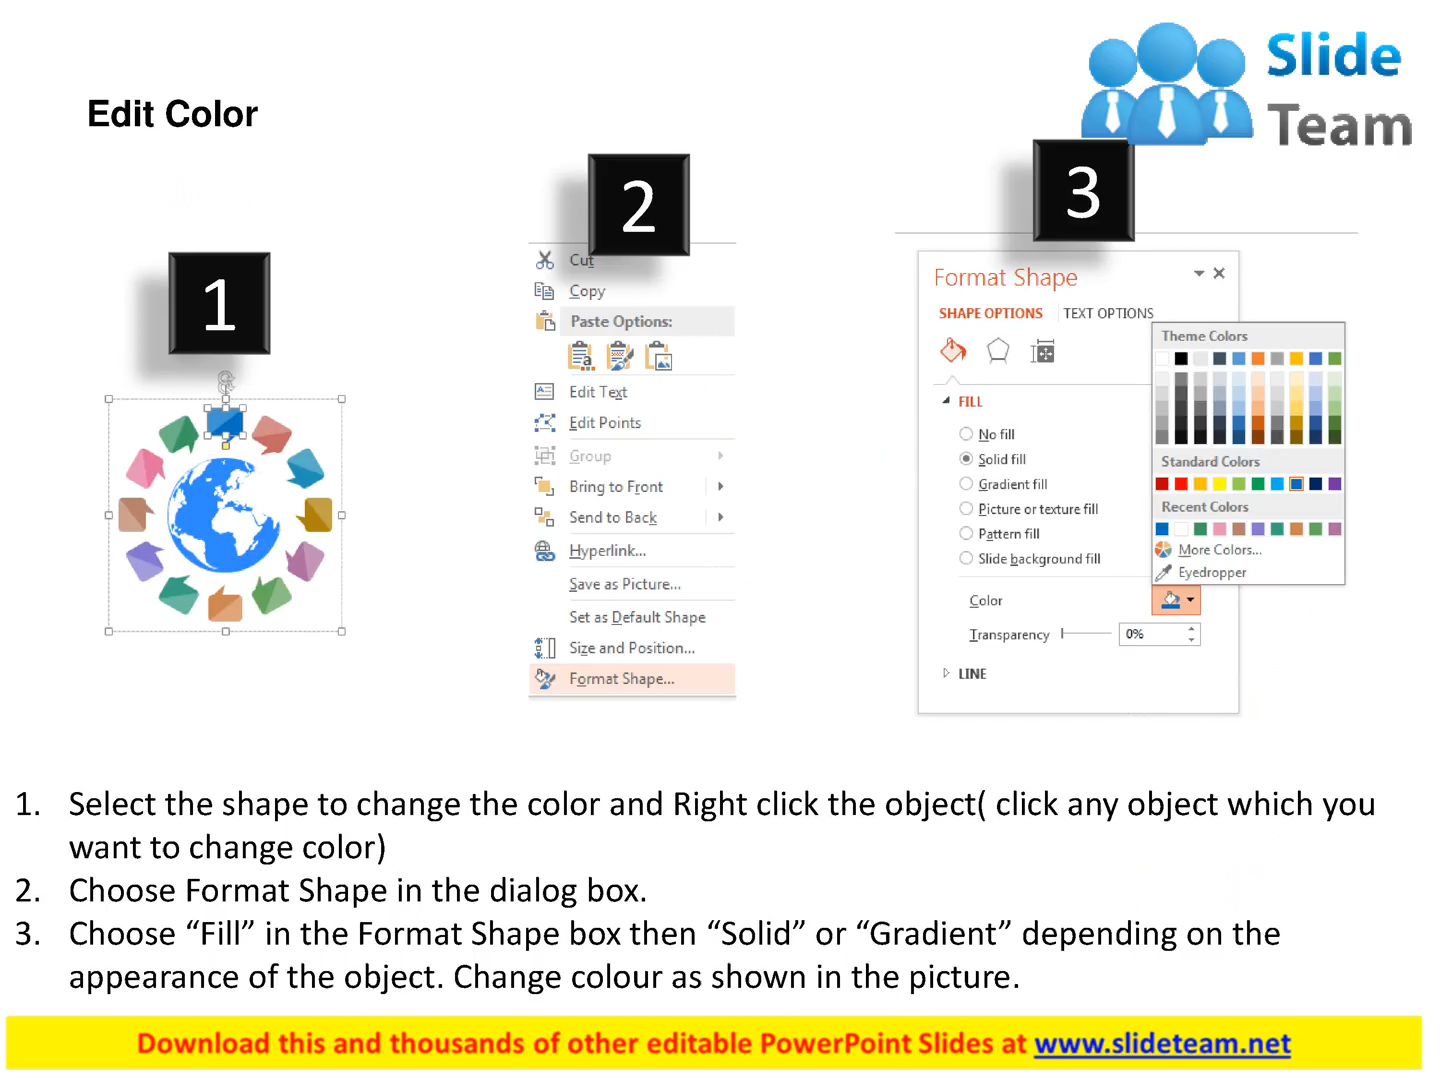 Slide
Team
Edit Color
1
2
3
Cut
Copy
Paste Options:
Edit Text
Edit Points
Group
Bring to Front
Send to Back
Hyperlink...
Save as Picture...
Set as Default Shape
Size and Position...
Format Shape...
Format Shape
SHAPE OPTIONS
TEXT OPTIONS
FILL
No fill
Solid fill
Gradient fill
Picture or texture fill
Pattern fill
Slide background fill
Color
Transparency
0%
LINE
Theme Colors
Standard Colors
Recent Colors
More Colors...
Eyedropper
1. Select the shape to change the color and Right click the object( click any object which you
want to change color)
2. Choose Format Shape in the dialog box.
3. Choose “Fill” in the Format Shape box then “Solid” or “Gradient” depending on the
appearance of the object. Change colour as shown in the picture.
Download this and thousands of other editable PowerPoint Slides at www.slideteam.net